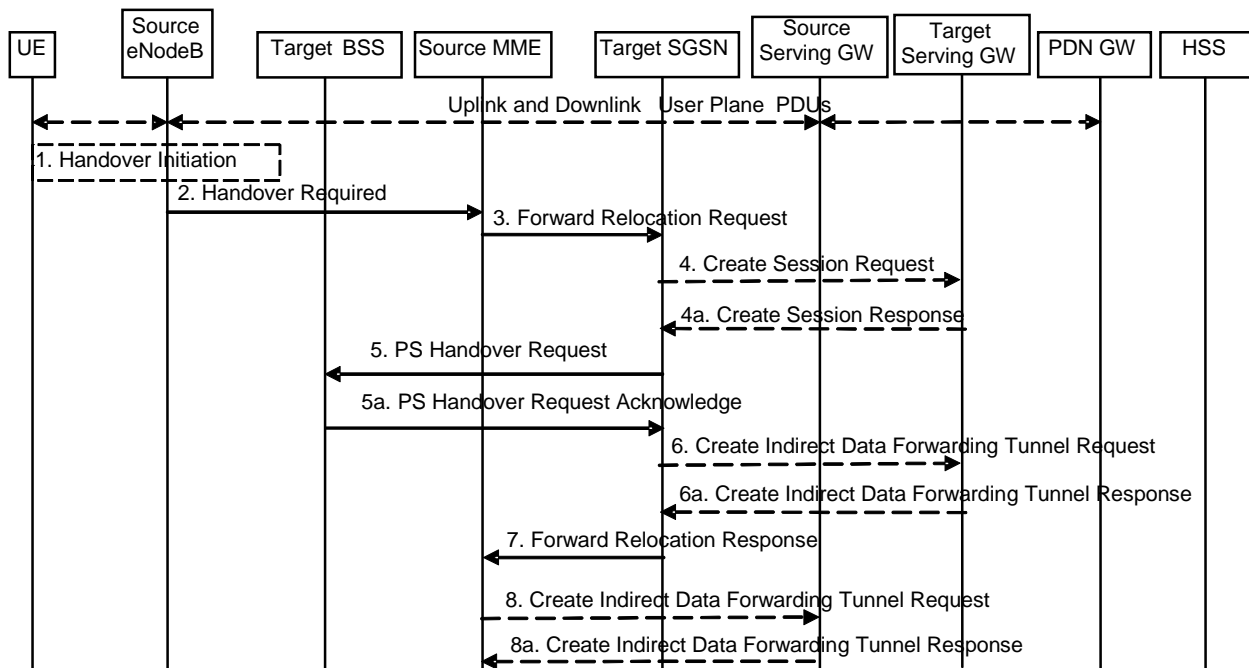 UE
Source
eNodeB
Target BSS
Source MME
Target SGSN
Source
Serving GW
Target
Serving GW
PDN GW
HSS
Uplink and Downlink User Plane PDUs
1. Handover Initiation
2. Handover Required
3. Forward Relocation Request
4. Create Session Request
4a. Create Session Response
5. PS Handover Request
5a. PS Handover Request Acknowledge
6. Create Indirect Data Forwarding Tunnel Request
6a. Create Indirect Data Forwarding Tunnel Response
7. Forward Relocation Response
8. Create Indirect Data Forwarding Tunnel Request
8a. Create Indirect Data Forwarding Tunnel Response